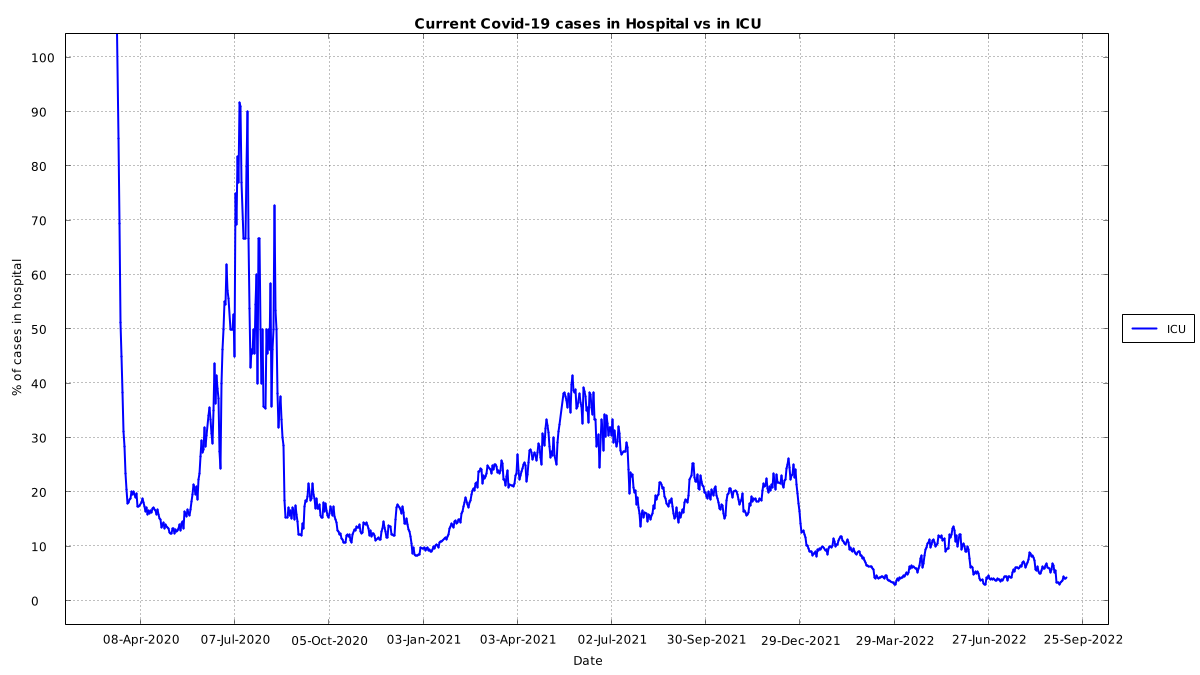 Current Covid-19 cases in Hospital vs in ICU
100
90
80
70
60
50
40
30
20
10
0
% of cases in hospital
08-Apr-2020
07-Jul-2020
05-Oct-2020
03-Jan-2021
03-Apr-2021
02-Jul-2021
30-Sep-2021
29-Dec-2021
29-Mar-2022
27-Jun-2022
25-Sep-2022
Date
ICU